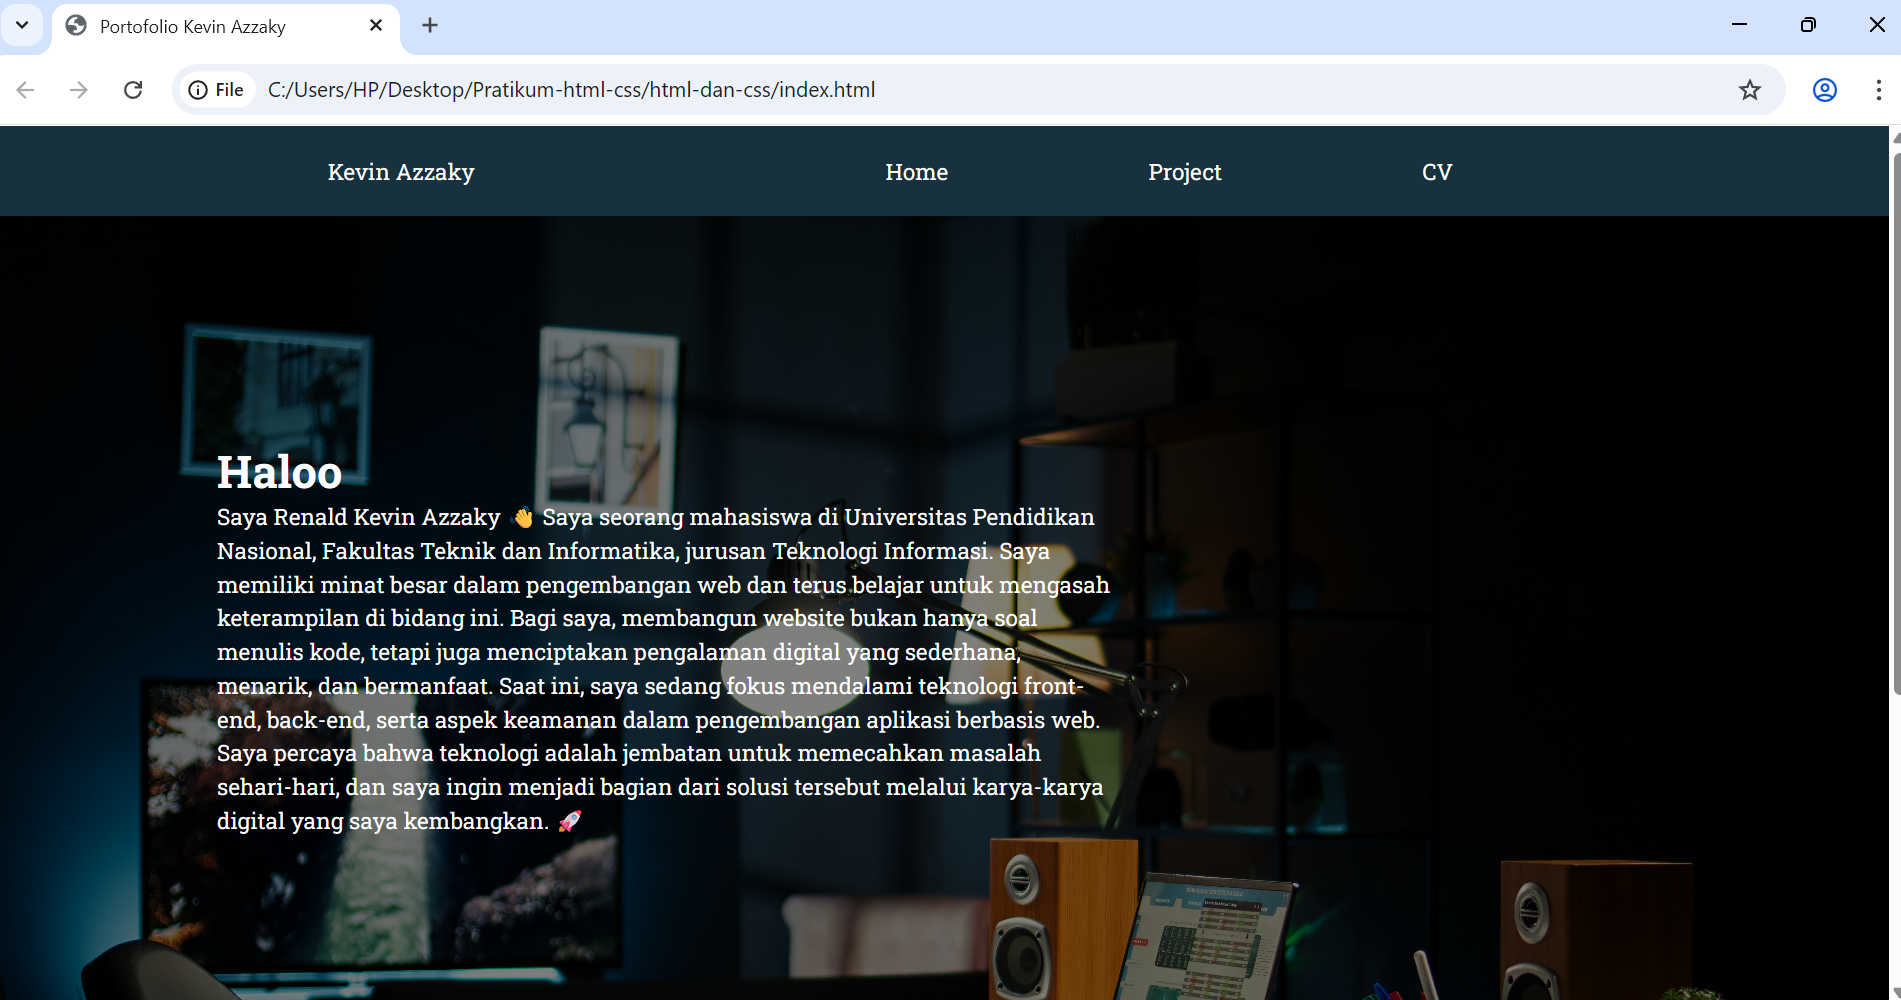 Portofolio Kevin Azzaky
File C:/Users/HP/Desktop/Pratikum-html-css/html-dan-css/index.html
Kevin Azzaky Home Project CV
Haloo
Saya Renald Kevin Azzaky 👋 Saya seorang mahasiswa di Universitas Pendidikan
Nasional, Fakultas Teknik dan Informatika, jurusan Teknologi Informasi. Saya
memiliki minat besar dalam pengembangan web dan terus belajar untuk mengasah
keterampilan di bidang ini. Bagi saya, membangun website bukan hanya soal
menulis kode, tetapi juga menciptakan pengalaman digital yang sederhana,
menarik, dan bermanfaat. Saat ini, saya sedang fokus mendalami teknologi front-
end, back-end, serta aspek keamanan dalam pengembangan aplikasi berbasis web.
Saya percaya bahwa teknologi adalah jembatan untuk memecahkan masalah
sehari-hari, dan saya ingin menjadi bagian dari solusi tersebut melalui karya-karya
digital yang saya kembangkan. 🚀